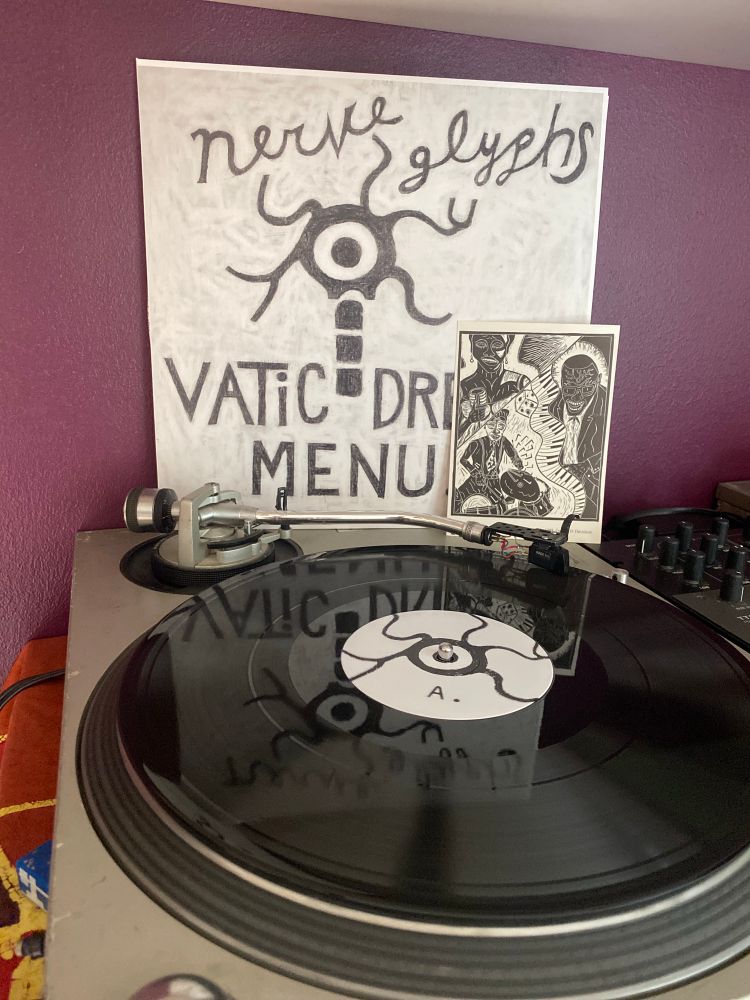 nerve glyphs
VATiC DRE
MENU.
A.